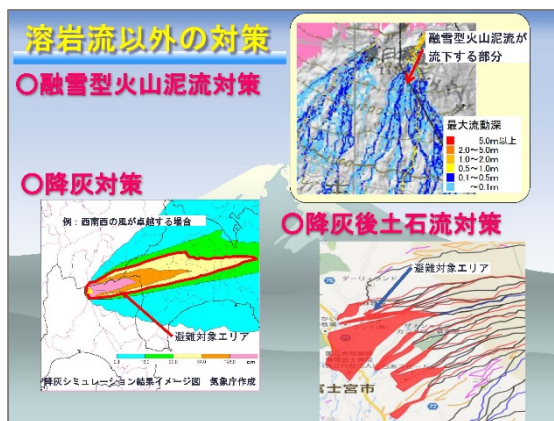 溶岩流以外の対策
○融雪型火山泥流対策
融雪型火山泥流が
流下する部分
最大流動深
5.0m以上
2.0~5.0m
1.0~2.0m
0.5~1.0m
0.1~0.5m
~0.1m
○降灰対策
例：西南西の風が卓越する場合
避難対象エリア
cm
降灰シミュレーション結果イメージ図 気象庁作成
○降灰後土石流対策
避難対象エリア
富士宮市